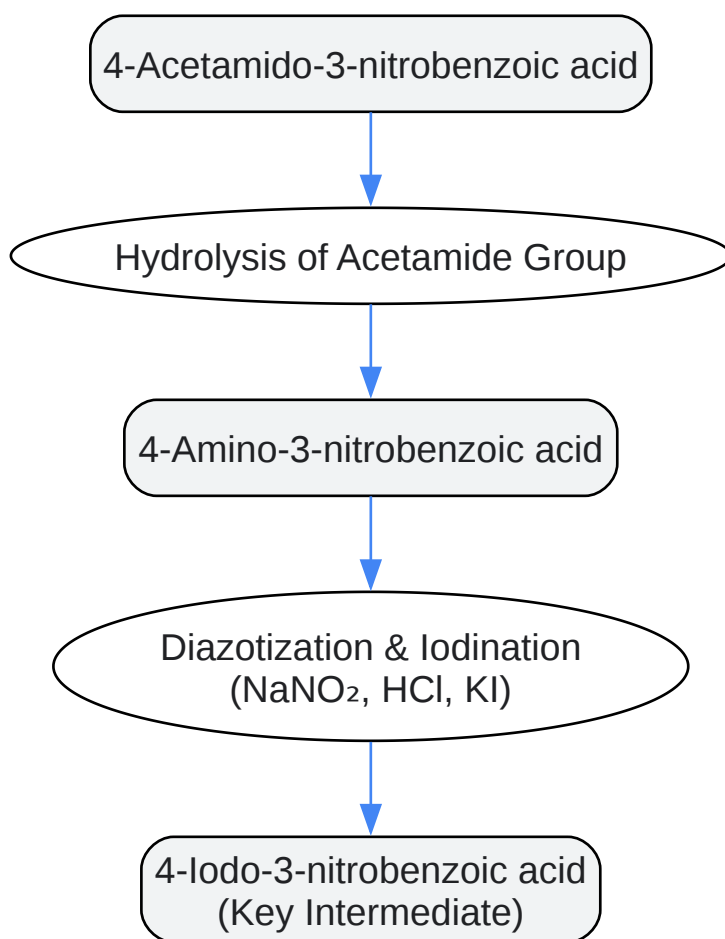 4-Acetamido-3-nitrobenzoic acid
Hydrolysis of Acetamide Group
4-Amino-3-nitrobenzoic acid
Diazotization & Iodination
(NaNO₂, HCl, KI)
4-Iodo-3-nitrobenzoic acid
(Key Intermediate)